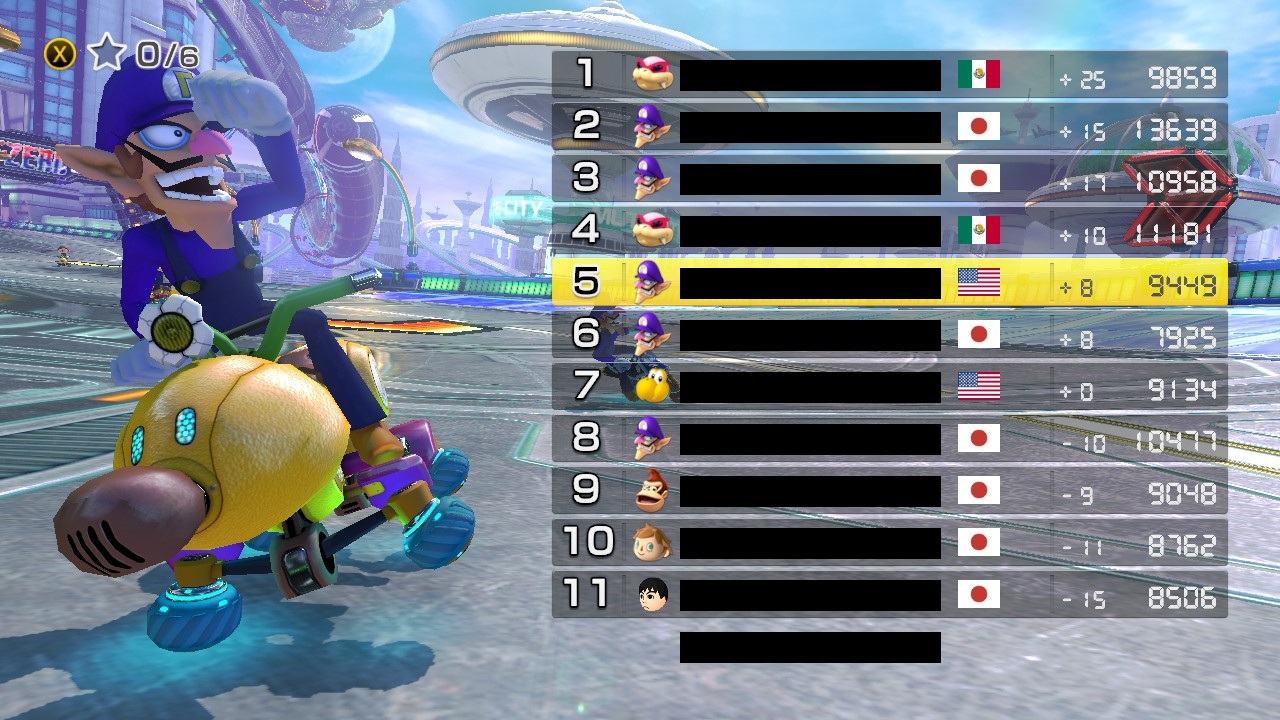 X 0/6
1 + 25 9859
2 + 15 13639
3 + 17 10958
4 + 10 11181
5 + 8 9449
6 + 8 7925
7 + 0 9134
8 - 10 10477
9 - 9 9048
10 - 11 8762
11 - 15 8506
CITY